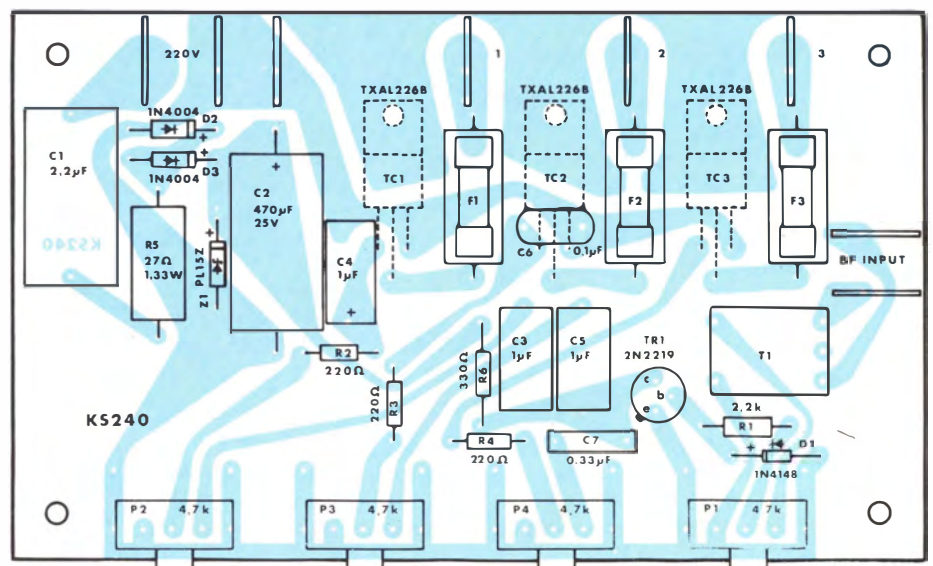 220V
1
2
3
TXAL226B
TXAL226B
TXAL226B
1N4004
D2
+
+
D3
1N4004
C1
2,2µF
KS240
R5
27Ω
1.33W
+
Z1 PL15Z
+
C2
470µF
25V
C4
1µF
+
TC1
F1
TC2
C6
0,1µF
F2
TC3
F3
BF INPUT
R2
220Ω
220Ω
R3
330Ω
R6
C3
1µF
C5
1µF
TR1
2N2219
c
b
e
T1
2,2k
R1
+
+
D1
1N4148
R4
220Ω
C7
0.33µF
KS240
P2 4,7k
P3 4,7k
P4 4,7k
P1 4,7k